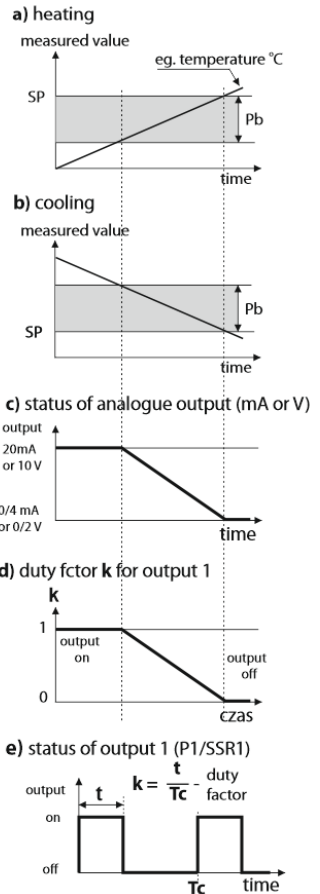 a) heating
measured value
eg. temperature °C
SP
Pb
time
b) cooling
measured value
Pb
SP
time
c) status of analogue output (mA or V)
output
20mA
or 10 V
0/4 mA
or 0/2 V
time
d) duty fctor k for output 1
k
1
output
on
output
off
0
czas
e) status of output 1 (P1/SSR1)
output
t
k = t/Tc - duty factor
on
off
Tc
time